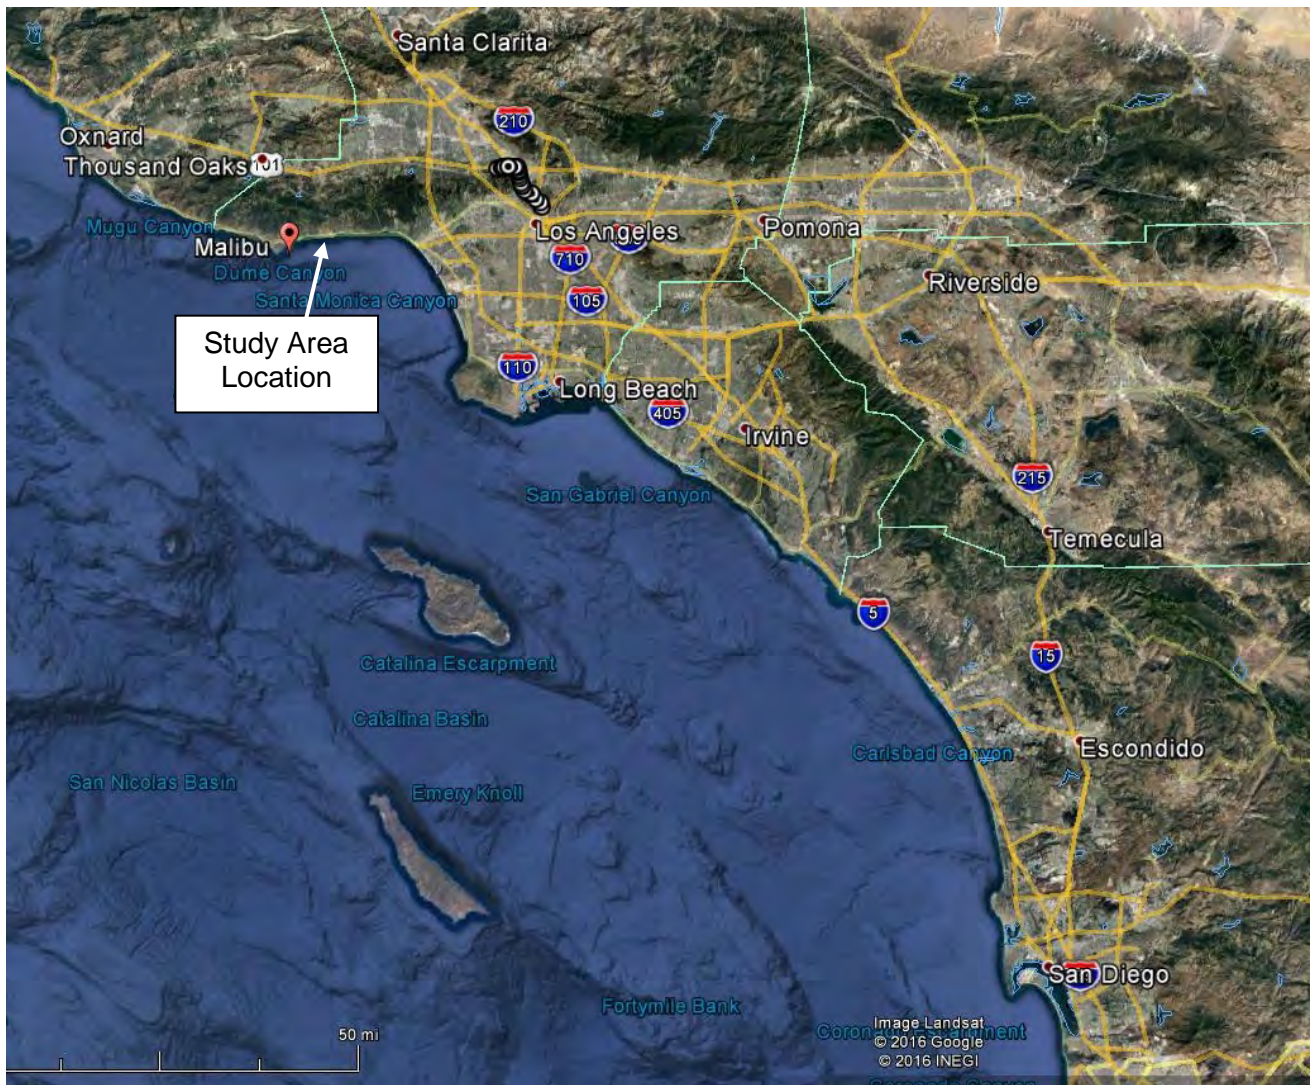 Santa Clarita
210
Oxnard
Thousand Oaks
101
Mugu Canyon
Malibu
Dume Canyon
Santa Monica Canyon
Los Angeles
710
105
Pomona
Riverside
Study Area
Location
110
Long Beach
405
Irvine
215
San Gabriel Canyon
Temecula
5
15
Catalina Escarpment
Catalina Basin
Carlsbad Canyon
Escondido
San Nicolas Basin
Emery Knoll
San Diego
Fortymile Bank
50 mi
Image Landsat
Coronado Escarpment
© 2016 Google
© 2016 INEGI